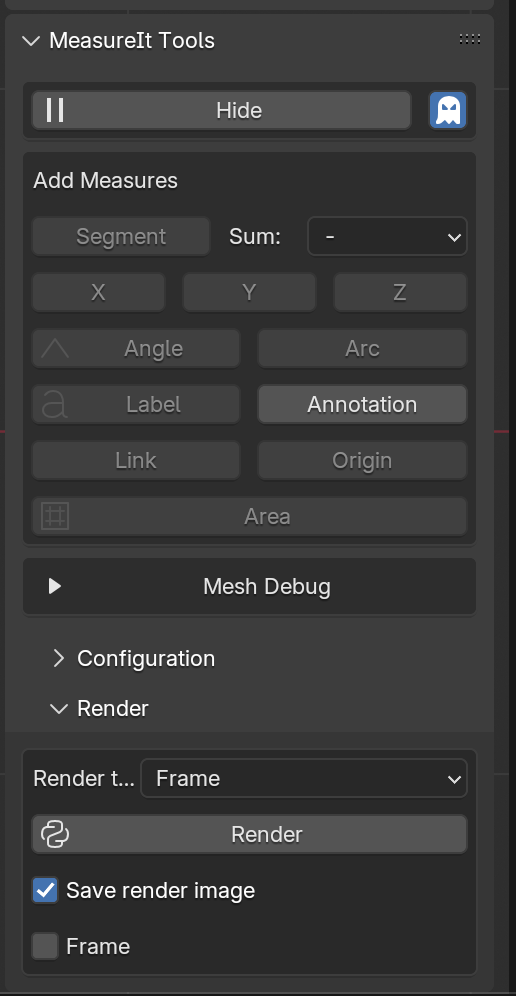 MeasureIt Tools
Hide
Add Measures
Segment Sum: -
X Y Z
Angle Arc
Label Annotation
Link Origin
Area
Mesh Debug
Configuration
Render
Render t... Frame
Render
Save render image
Frame